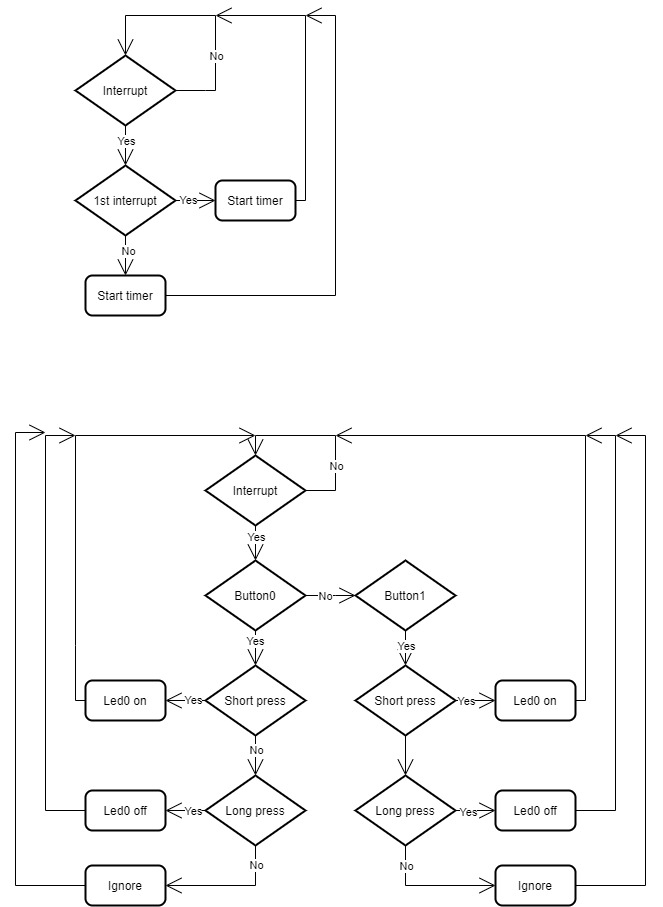 No
Interrupt
Yes
1st interrupt
Yes
Start timer
No
Start timer
No
Interrupt
Yes
Button0
No
Button1
Yes
Yes
Led0 on
Yes
Short press
Short press
Yes
Led0 on
No
Led0 off
Yes
Long press
Long press
Yes
Led0 off
No
No
Ignore
Ignore